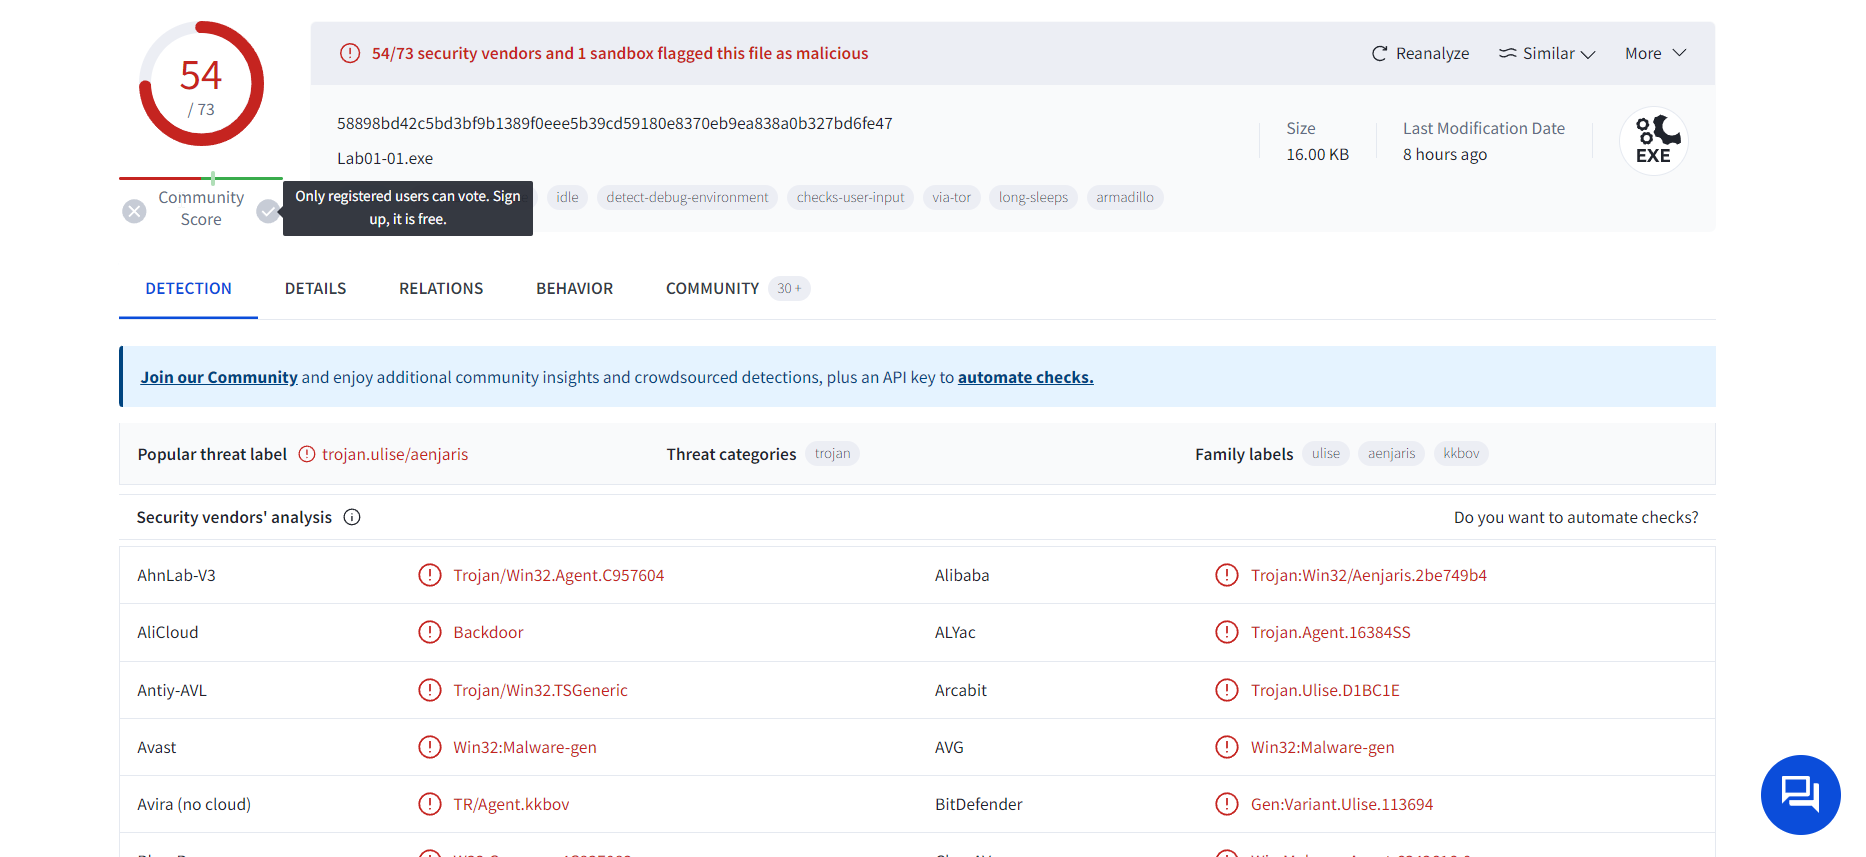 54
/ 73
Community
Score
54/73 security vendors and 1 sandbox flagged this file as malicious
Reanalyze
Similar
More
58898bd42c5bd3bf9b1389f0eee5b39cd59180e8370eb9ea838a0b327bd6fe47
Lab01-01.exe
Size
16.00 KB
Last Modification Date
8 hours ago
EXE
Only registered users can vote. Sign
up, it is free.
idle
detect-debug-environment
checks-user-input
via-tor
long-sleeps
armadillo
DETECTION
DETAILS
RELATIONS
BEHAVIOR
COMMUNITY
30 +
Join our Community and enjoy additional community insights and crowdsourced detections, plus an API key to automate checks.
Popular threat label
trojan.ulise/aenjaris
Threat categories
trojan
Family labels
ulise
aenjaris
kkbov
Security vendors' analysis
Do you want to automate checks?
AhnLab-V3
Trojan/Win32.Agent.C957604
Alibaba
Trojan:Win32/Aenjaris.2be749b4
AliCloud
Backdoor
ALYac
Trojan.Agent.16384SS
Antiy-AVL
Trojan/Win32.TSGeneric
Arcabit
Trojan.Ulise.D1BC1E
Avast
Win32:Malware-gen
AVG
Win32:Malware-gen
Avira (no cloud)
TR/Agent.kkbov
BitDefender
Gen:Variant.Ulise.113694